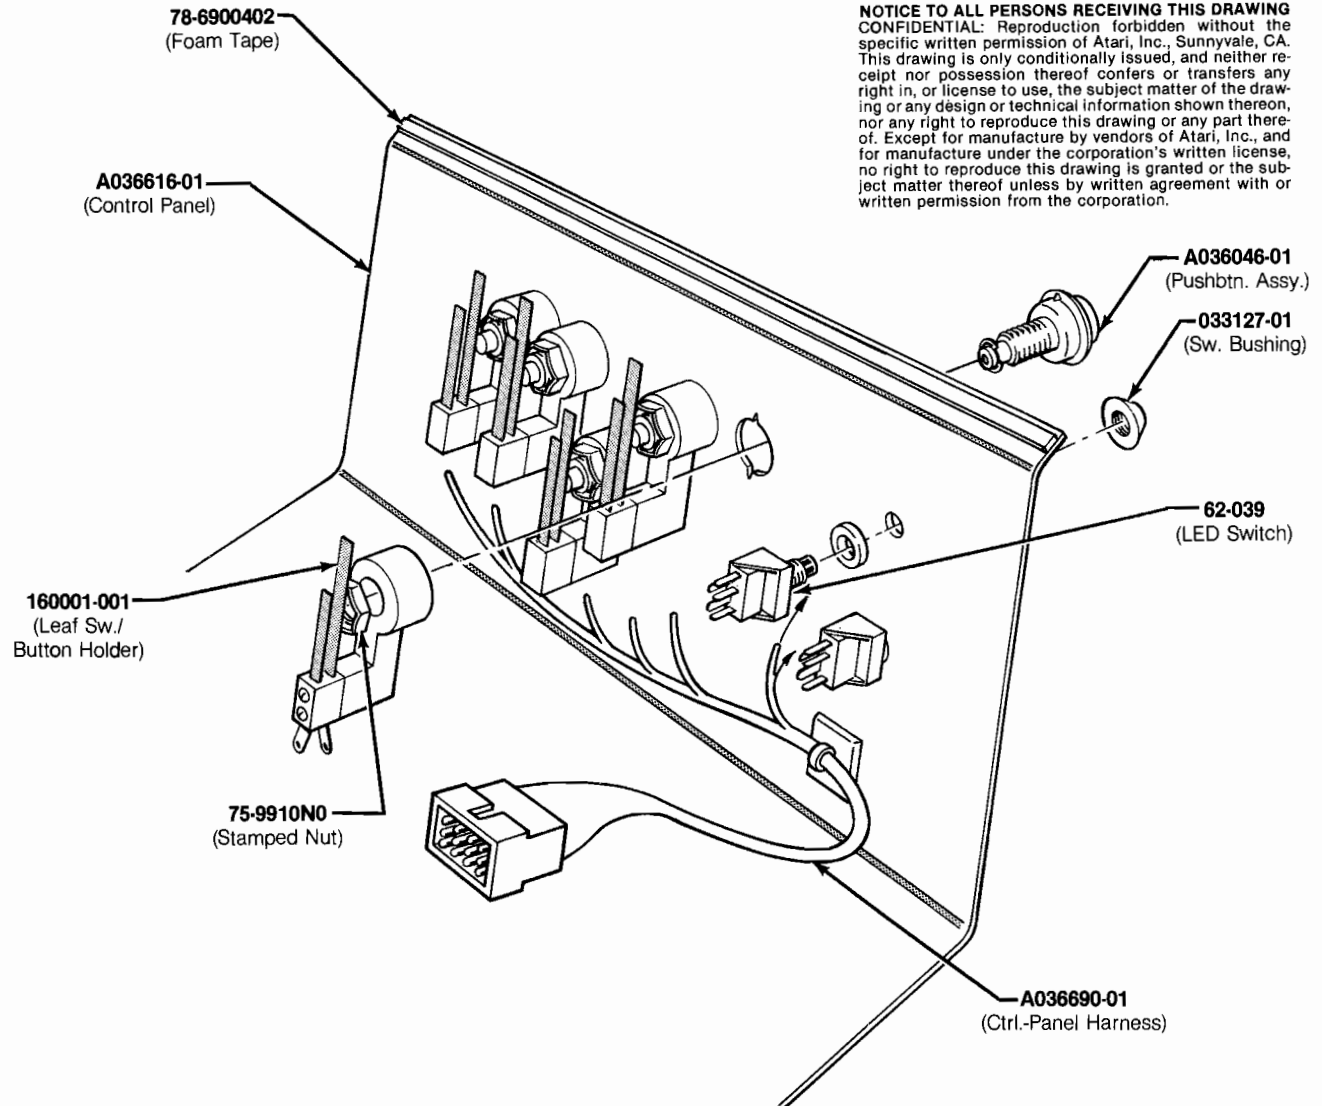 78-6900402
(Foam Tape)
NOTICE TO ALL PERSONS RECEIVING THIS DRAWING
CONFIDENTIAL: Reproduction forbidden without the
specific written permission of Atari, Inc., Sunnyvale, CA.
This drawing is only conditionally issued, and neither re-
ceipt nor possession thereof confers or transfers any
right in, or license to use, the subject matter of the draw-
ing or any design or technical information shown thereon,
nor any right to reproduce this drawing or any part there-
of. Except for manufacture by vendors of Atari, Inc., and
for manufacture under the corporation's written license,
no right to reproduce this drawing is granted or the sub-
ject matter thereof unless by written agreement with or
written permission from the corporation.
A036616-01
(Control Panel)
A036046-01
(Pushbtn. Assy.)
033127-01
(Sw. Bushing)
62-039
(LED Switch)
160001-001
(Leaf Sw./
Button Holder)
75-9910N0
(Stamped Nut)
A036690-01
(Ctrl.-Panel Harness)